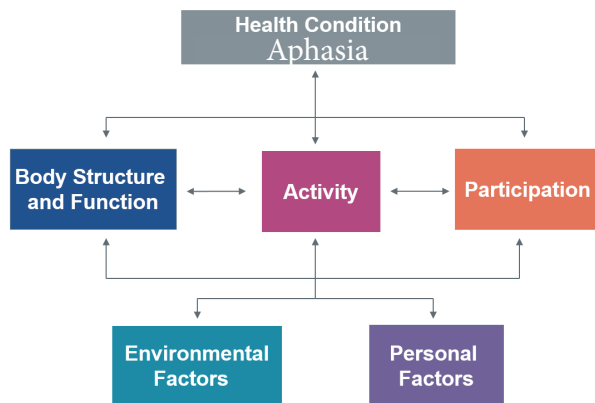 Health Condition
Aphasia
Body Structure
and Function
Activity
Participation
Environmental
Factors
Personal
Factors